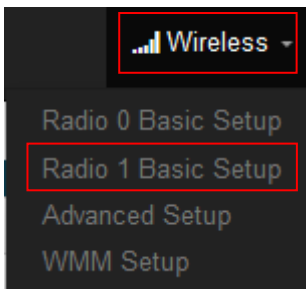 Wireless
Radio 0 Basic Setup
Radio 1 Basic Setup
Advanced Setup
WMM Setup